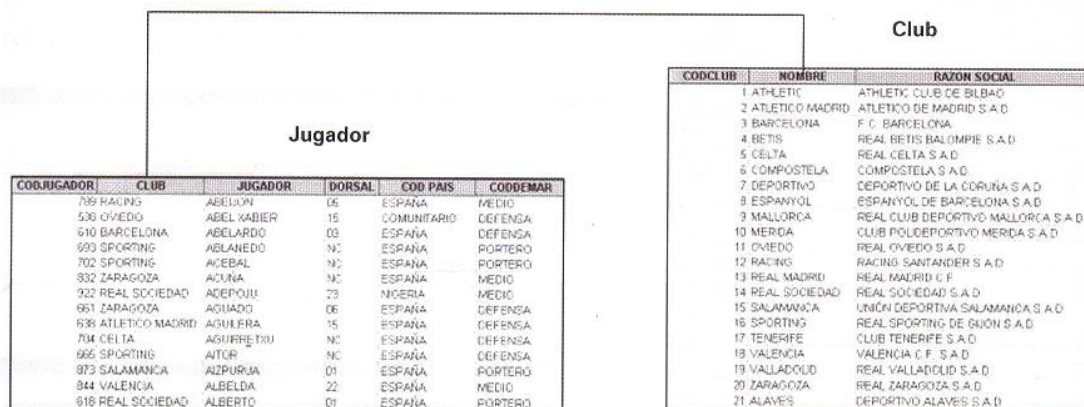 Club
CODCLUB NOMBRE RAZON SOCIAL
1 ATHLETIC ATHLETIC CLUB DE BILBAO
2 ATLETICO MADRID ATLETICO DE MADRID S.A.D
3 BARCELONA F.C. BARCELONA
4 BETIS REAL BETIS BALOMPIE S.A.D
5 CELTA REAL CELTA S.A.D
6 COMPOSTELA COMPOSTELA S.A.D
7 DEPORTIVO DEPORTIVO DE LA CORUÑA S.A.D
8 ESPANYOL ESPANYOL DE BARCELONA S.A.D
9 MALLORCA REAL CLUB DEPORTIVO MALLORCA S.A.D
10 MERIDA CLUB POLIDEPORTIVO MERIDA S.A.D
11 OVIEDO REAL OVIEDO S.A.D
12 RACING RACING SANTANDER S.A.D
13 REAL MADRID REAL MADRID C.F
14 REAL SOCIEDAD REAL SOCIEDAD S.A.D
15 SALAMANCA UNIÓN DEPORTIVA SALAMANCA S.A.D
16 SPORTING REAL SPORTING DE GIJON S.A.D
17 TENERIFE CLUB TENERIFE S.A.D
18 VALENCIA VALENCIA C.F. S.A.D
19 VALLADOLID REAL VALLADOLID S.A.D
20 ZARAGOZA REAL ZARAGOZA S.A.D
21 ALAVES DEPORTIVO ALAVES S.A.D
Jugador
CODJUGADOR CLUB JUGADOR DORSAL COD PAIS CODDEMAR
789 RACING ABEIJON 06 ESPAÑA MEDIO
538 OVIEDO ABEL XABIER 15 COMUNITARIO DEFENSA
610 BARCELONA ABELARDO 03 ESPAÑA DEFENSA
693 SPORTING ABLANEDO NC ESPAÑA PORTERO
702 SPORTING ACEBAL NC ESPAÑA PORTERO
832 ZARAGOZA ACUÑA NC ESPAÑA MEDIO
922 REAL SOCIEDAD ADEPOJU 23 NIGERIA MEDIO
661 ZARAGOZA AGUADO 06 ESPAÑA DEFENSA
638 ATLETICO MADRID AGUILERA 15 ESPAÑA DEFENSA
704 CELTA AGUIRRETXU NC ESPAÑA DEFENSA
665 SPORTING AITOR NC ESPAÑA DEFENSA
873 SALAMANCA AIZPURUA 01 ESPAÑA PORTERO
844 VALENCIA ALBELDA 22 ESPAÑA MEDIO
618 REAL SOCIEDAD ALBERTO 01 ESPAÑA PORTERO